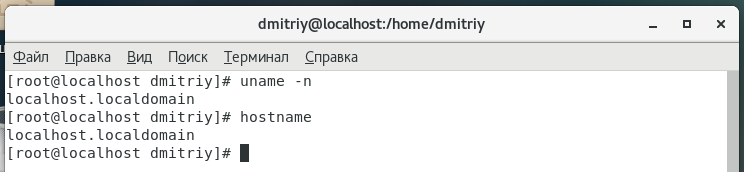 dmitriy@localhost:/home/dmitriy
Файл Правка Вид Поиск Терминал Справка
[root@localhost dmitriy]# uname -n
localhost.localdomain
[root@localhost dmitriy]# hostname
localhost.localdomain
[root@localhost dmitriy]#